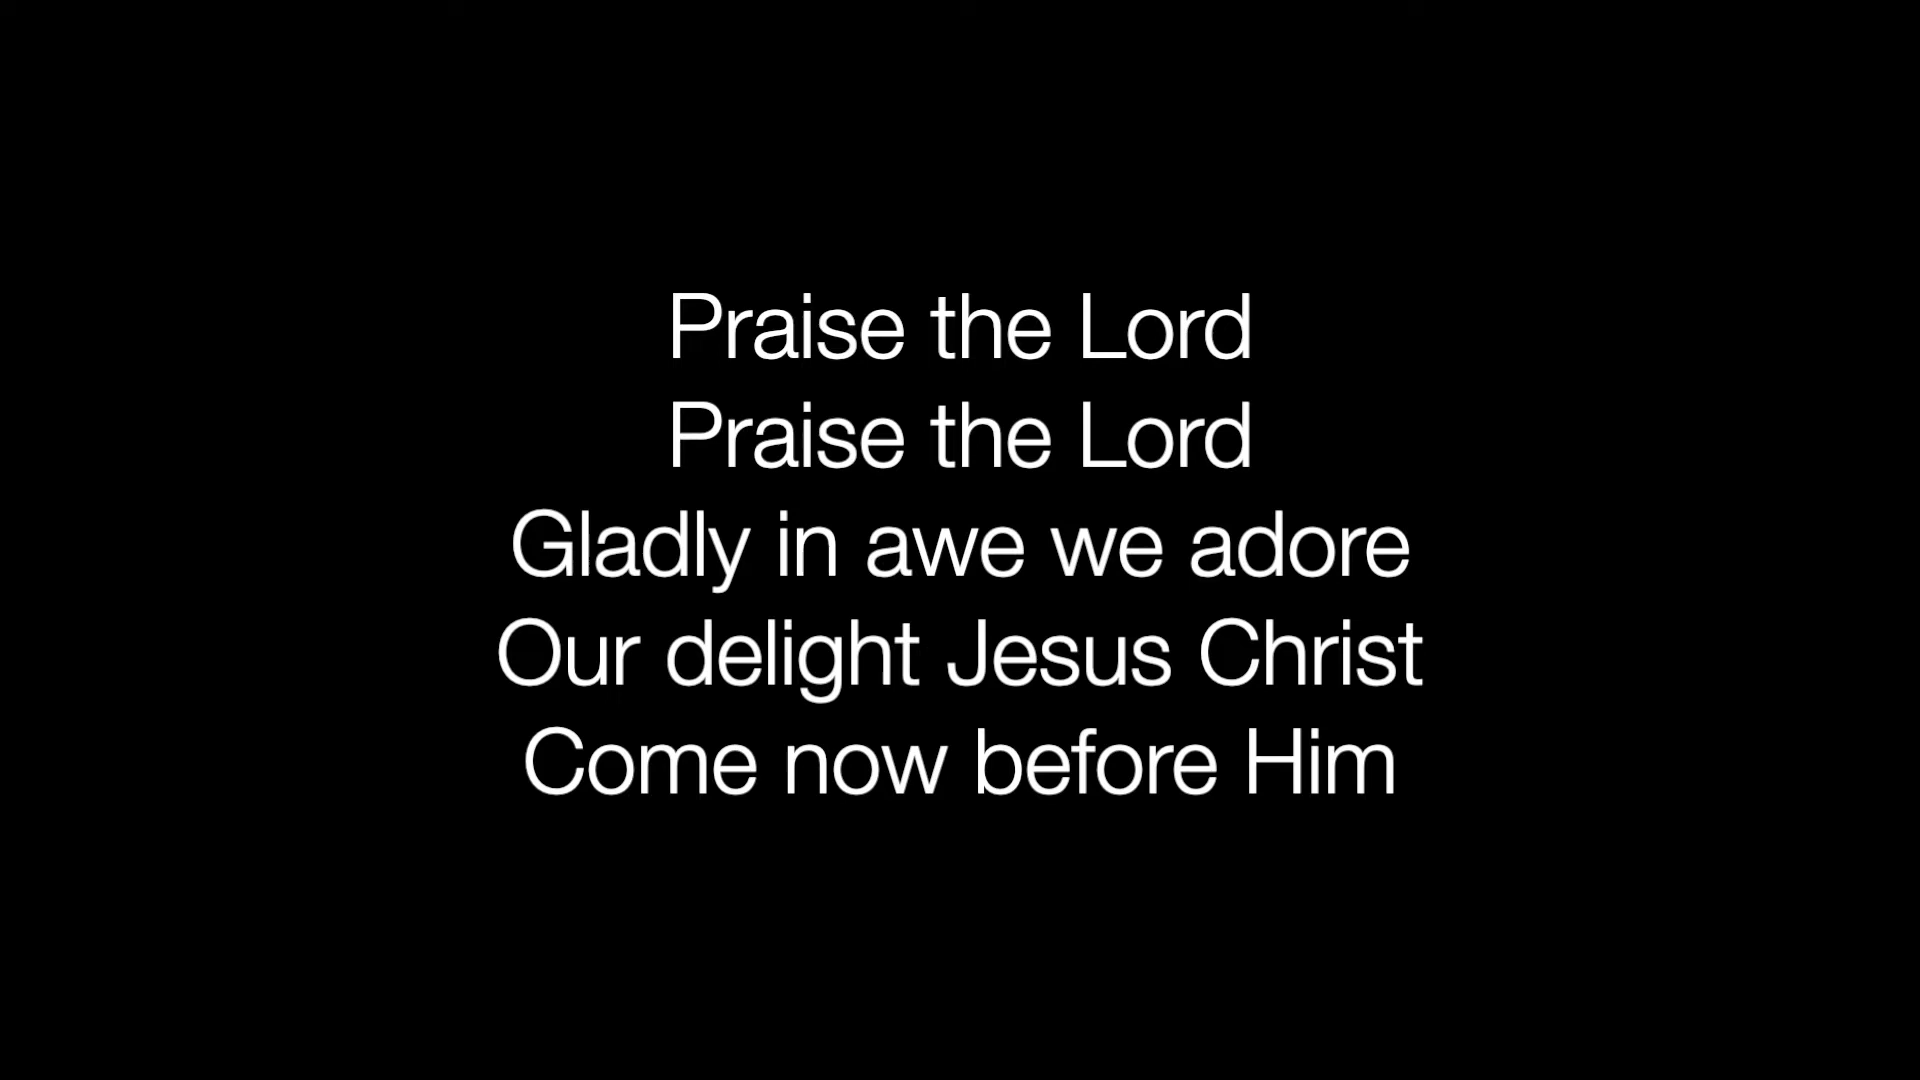 Praise the Lord
Praise the Lord
Gladly in awe we adore
Our delight Jesus Christ
Come now before Him